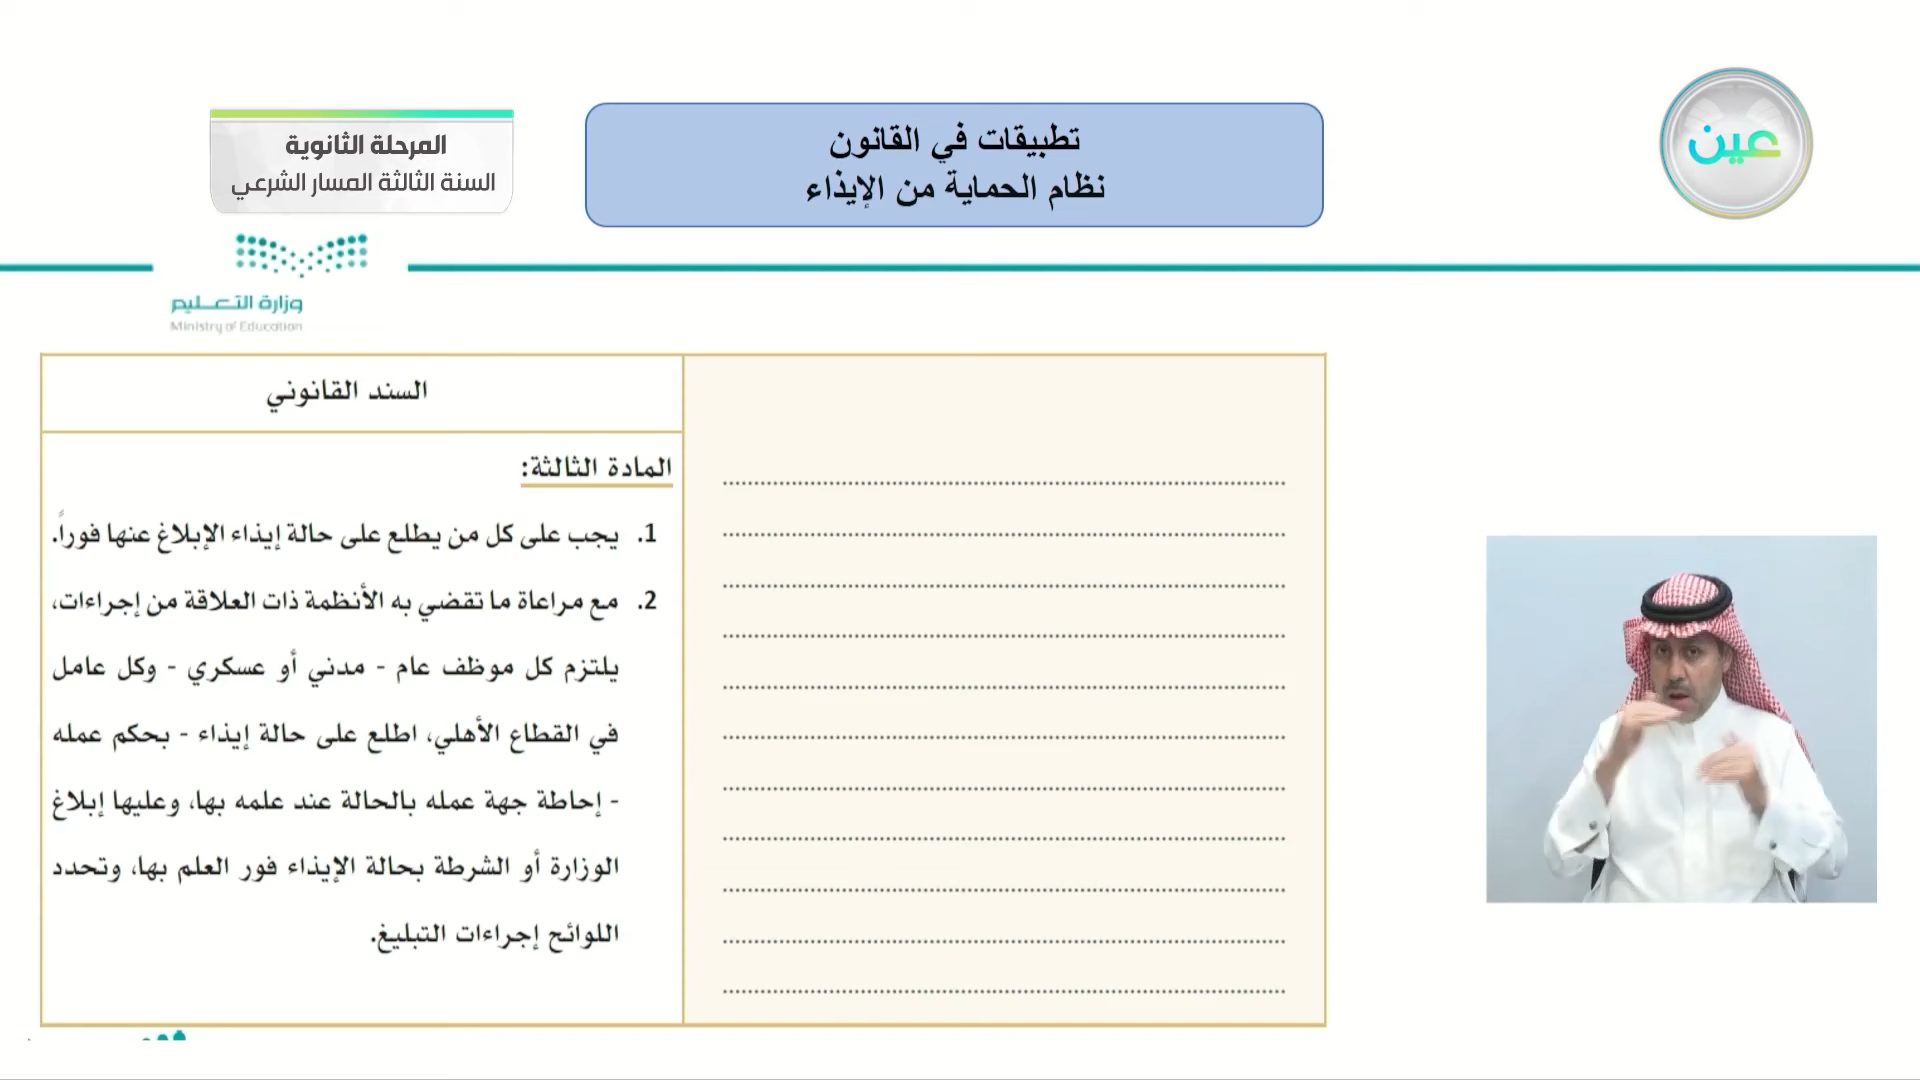 عين
تطبيقات في القانون
نظام الحماية من الإيذاء
المرحلة الثانوية
السنة الثالثة المسار الشرعي
وزارة التعـــليم
Ministry of Education
السند القانوني
المادة الثالثة:
1. يجب على كل من يطلع على حالة إيذاء الإبلاغ عنها فوراً.
2. مع مراعاة ما تقضي به الأنظمة ذات العلاقة من إجراءات،
يلتزم كل موظف عام - مدني أو عسكري - وكل عامل
في القطاع الأهلي، اطلع على حالة إيذاء - بحكم عمله
- إحاطة جهة عمله بالحالة عند علمه بها، وعليها إبلاغ
الوزارة أو الشرطة بحالة الإيذاء فور العلم بها، وتحدد
اللوائح إجراءات التبليغ.